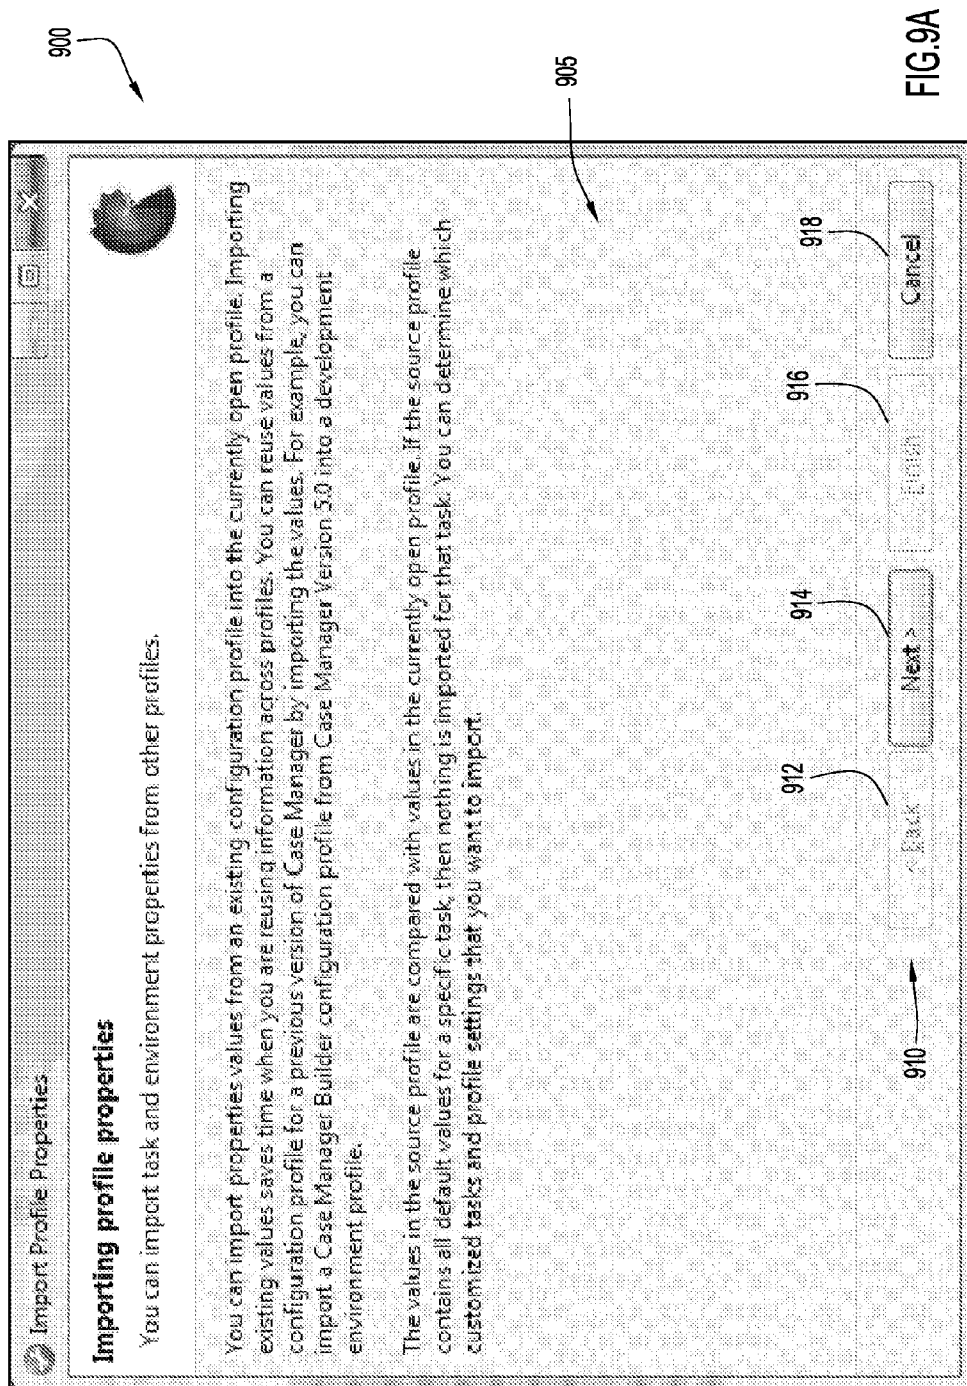 900
Import Profile Properties
Importing profile properties
You can import task and environment properties from other profiles.
You can import properties values from an existing configuration profile into the currently open profile. Importing
existing values saves time when you are reusing information across profiles. You can reuse values from a
configuration profile for a previous version of Case Manager by importing the values. For example, you can
import a Case Manager Builder configuration profile from Case Manager Version 5.0 into a development
environment profile.
The values in the source profile are compared with values in the currently open profile. If the source profile
contains all default values for a specific task, then nothing is imported for that task. You can determine which
customized tasks and profile settings that you want to import.
905
910
912
914
916
918
< Back
Next >
Finish
Cancel
FIG.9A